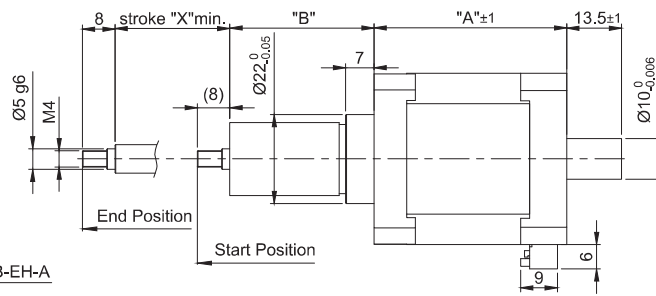 8
stroke "X"min.
"B"
"A"±1
13.5±1
7
Ø22 0 -0.05
(8)
Ø5 g6
M4
Ø10 0 -0.006
End Position
Start Position
6
9
B-EH-A